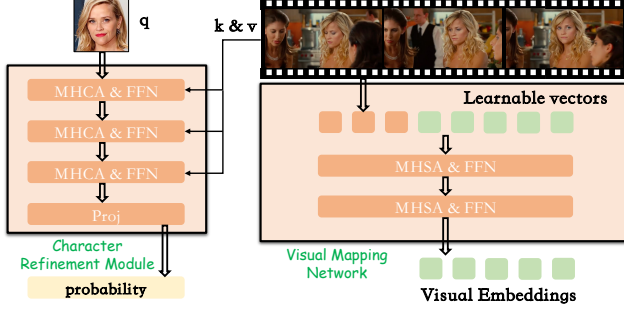 q
k & v
MHCA & FFN
MHCA & FFN
MHCA & FFN
Proj
Character
Refinement Module
probability
Learnable vectors
MHSA & FFN
MHSA & FFN
Visual Mapping
Network
Visual Embeddings